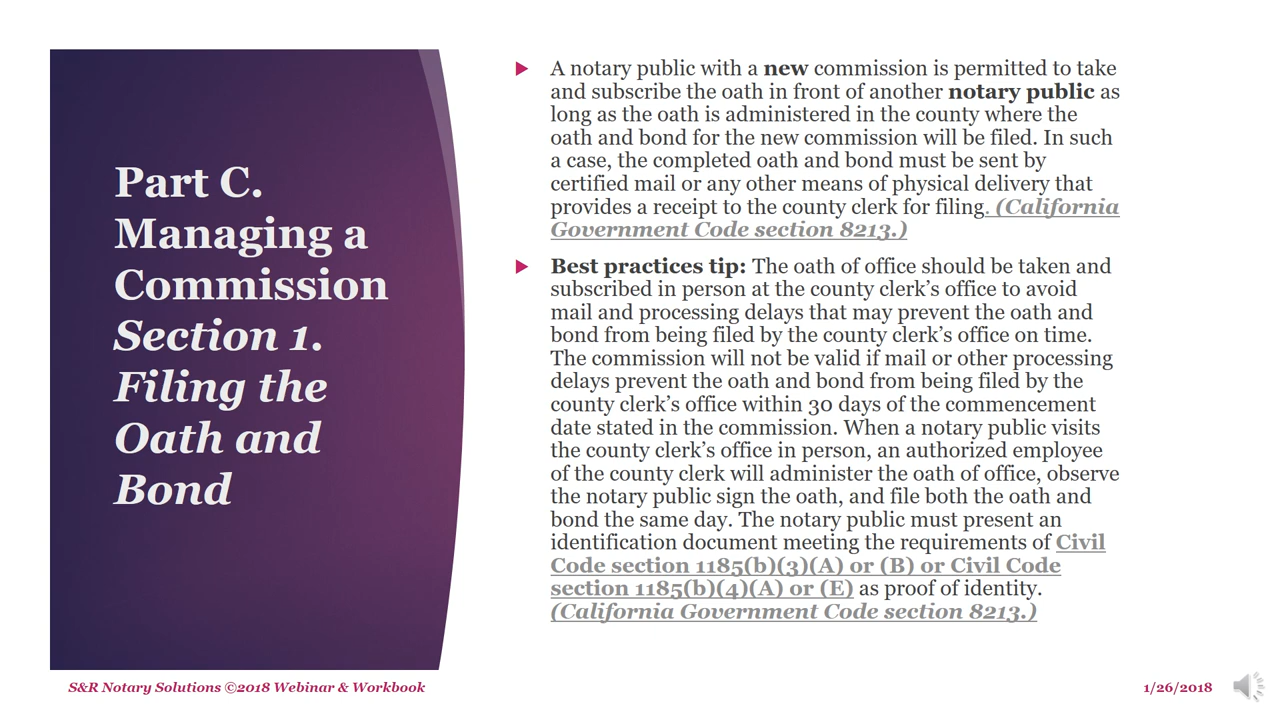 Part C.
Managing a
Commission
Section 1.
Filing the
Oath and
Bond
A notary public with a new commission is permitted to take
and subscribe the oath in front of another notary public as
long as the oath is administered in the county where the
oath and bond for the new commission will be filed. In such
a case, the completed oath and bond must be sent by
certified mail or any other means of physical delivery that
provides a receipt to the county clerk for filing. (California
Government Code section 8213.)
Best practices tip: The oath of office should be taken and
subscribed in person at the county clerk's office to avoid
mail and processing delays that may prevent the oath and
bond from being filed by the county clerk's office on time.
The commission will not be valid if mail or other processing
delays prevent the oath and bond from being filed by the
county clerk's office within 30 days of the commencement
date stated in the commission. When a notary public visits
the county clerk's office in person, an authorized employee
of the county clerk will administer the oath of office, observe
the notary public sign the oath, and file both the oath and
bond the same day. The notary public must present an
identification document meeting the requirements of Civil
Code section 1185(b)(3)(A) or (B) or Civil Code
section 1185(b)(4)(A) or (E) as proof of identity.
(California Government Code section 8213.)
S&R Notary Solutions ©2018 Webinar & Workbook
1/26/2018